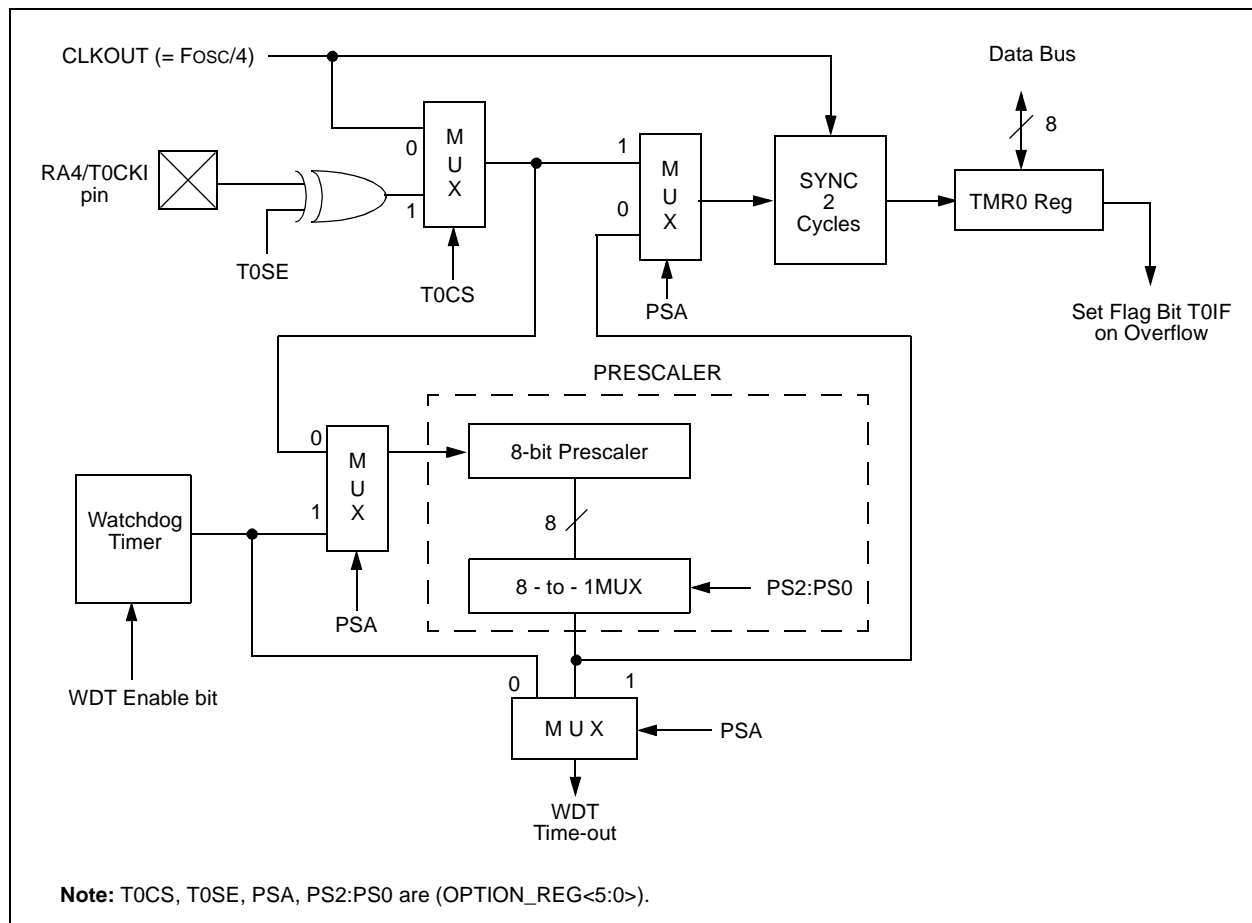 CLKOUT (= FOSC/4)
Data Bus
8
RA4/T0CKI
pin
0
1
M
U
X
T0SE
T0CS
1
0
M
U
X
PSA
SYNC
2
Cycles
TMR0 Reg
Set Flag Bit T0IF
on Overflow
PRESCALER
0
1
M
U
X
PSA
8-bit Prescaler
8
8 - to - 1MUX
PS2:PS0
Watchdog
Timer
WDT Enable bit
0
1
M U X
PSA
WDT
Time-out
Note: T0CS, T0SE, PSA, PS2:PS0 are (OPTION_REG<5:0>).